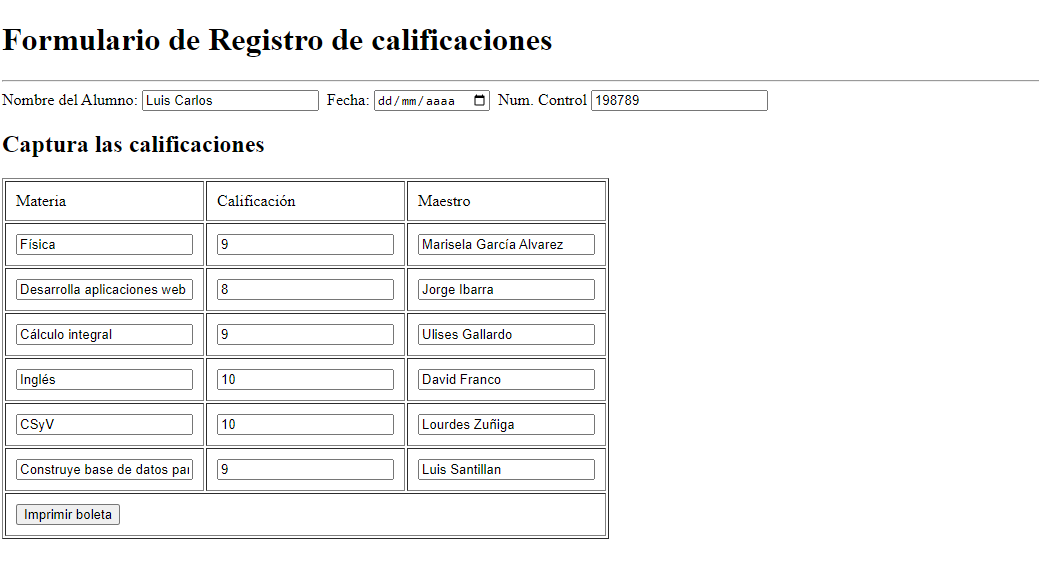 Formulario de Registro de calificaciones
Nombre del Alumno: Luis Carlos Fecha: dd/mm/aaaa Num. Control 198789
Captura las calificaciones
Materia Calificación Maestro
Física 9 Marisela García Alvarez
Desarrolla aplicaciones web 8 Jorge Ibarra
Cálculo integral 9 Ulises Gallardo
Inglés 10 David Franco
CSyV 10 Lourdes Zuñiga
Construye base de datos 9 Luis Santillan
Imprimir boleta